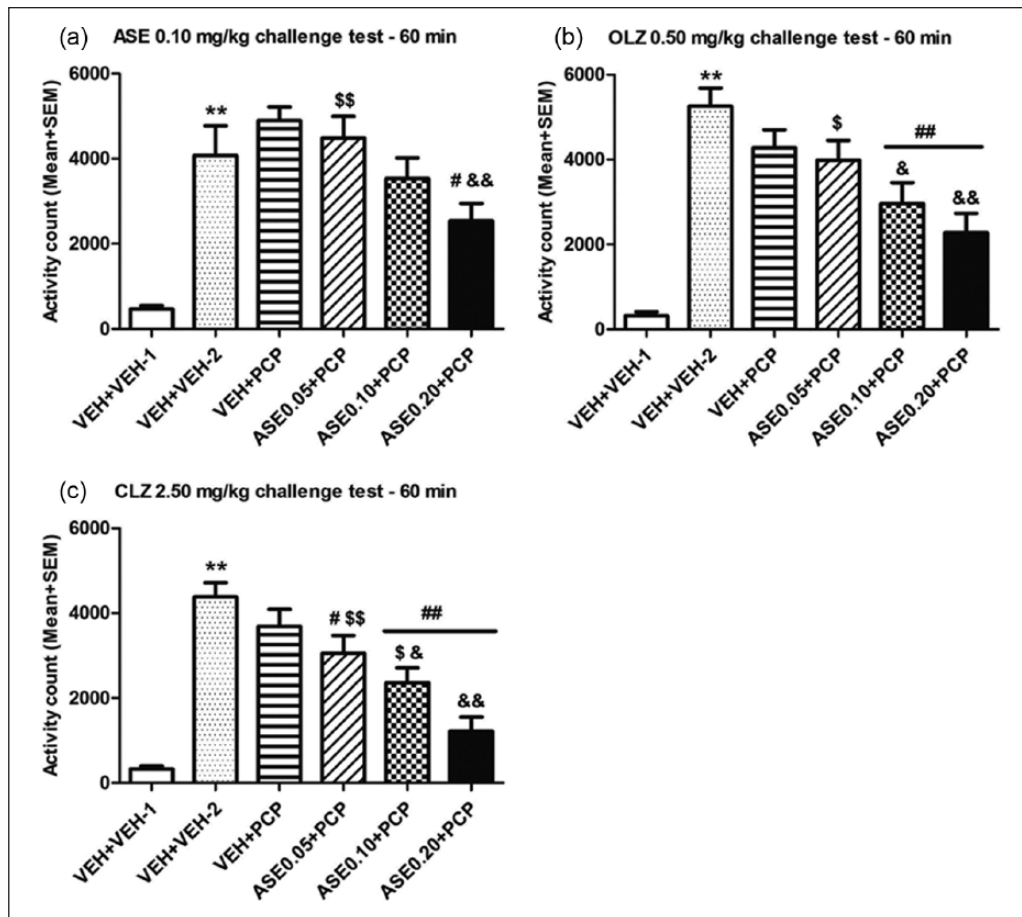 (a) ASE 0.10 mg/kg challenge test - 60 min
Activity count (Mean+SEM)
6000
4000
2000
0
**
$$
# &&
VEH+VEH-1
VEH+VEH-2
VEH+PCP
ASE0.05+PCP
ASE0.10+PCP
ASE0.20+PCP
(b) OLZ 0.50 mg/kg challenge test - 60 min
Activity count (Mean+SEM)
6000
4000
2000
0
**
$
##
&
&&
VEH+VEH-1
VEH+VEH-2
VEH+PCP
ASE0.05+PCP
ASE0.10+PCP
ASE0.20+PCP
(c) CLZ 2.50 mg/kg challenge test - 60 min
Activity count (Mean+SEM)
6000
4000
2000
0
**
# $$
##
$ &
&&
VEH+VEH-1
VEH+VEH-2
VEH+PCP
ASE0.05+PCP
ASE0.10+PCP
ASE0.20+PCP